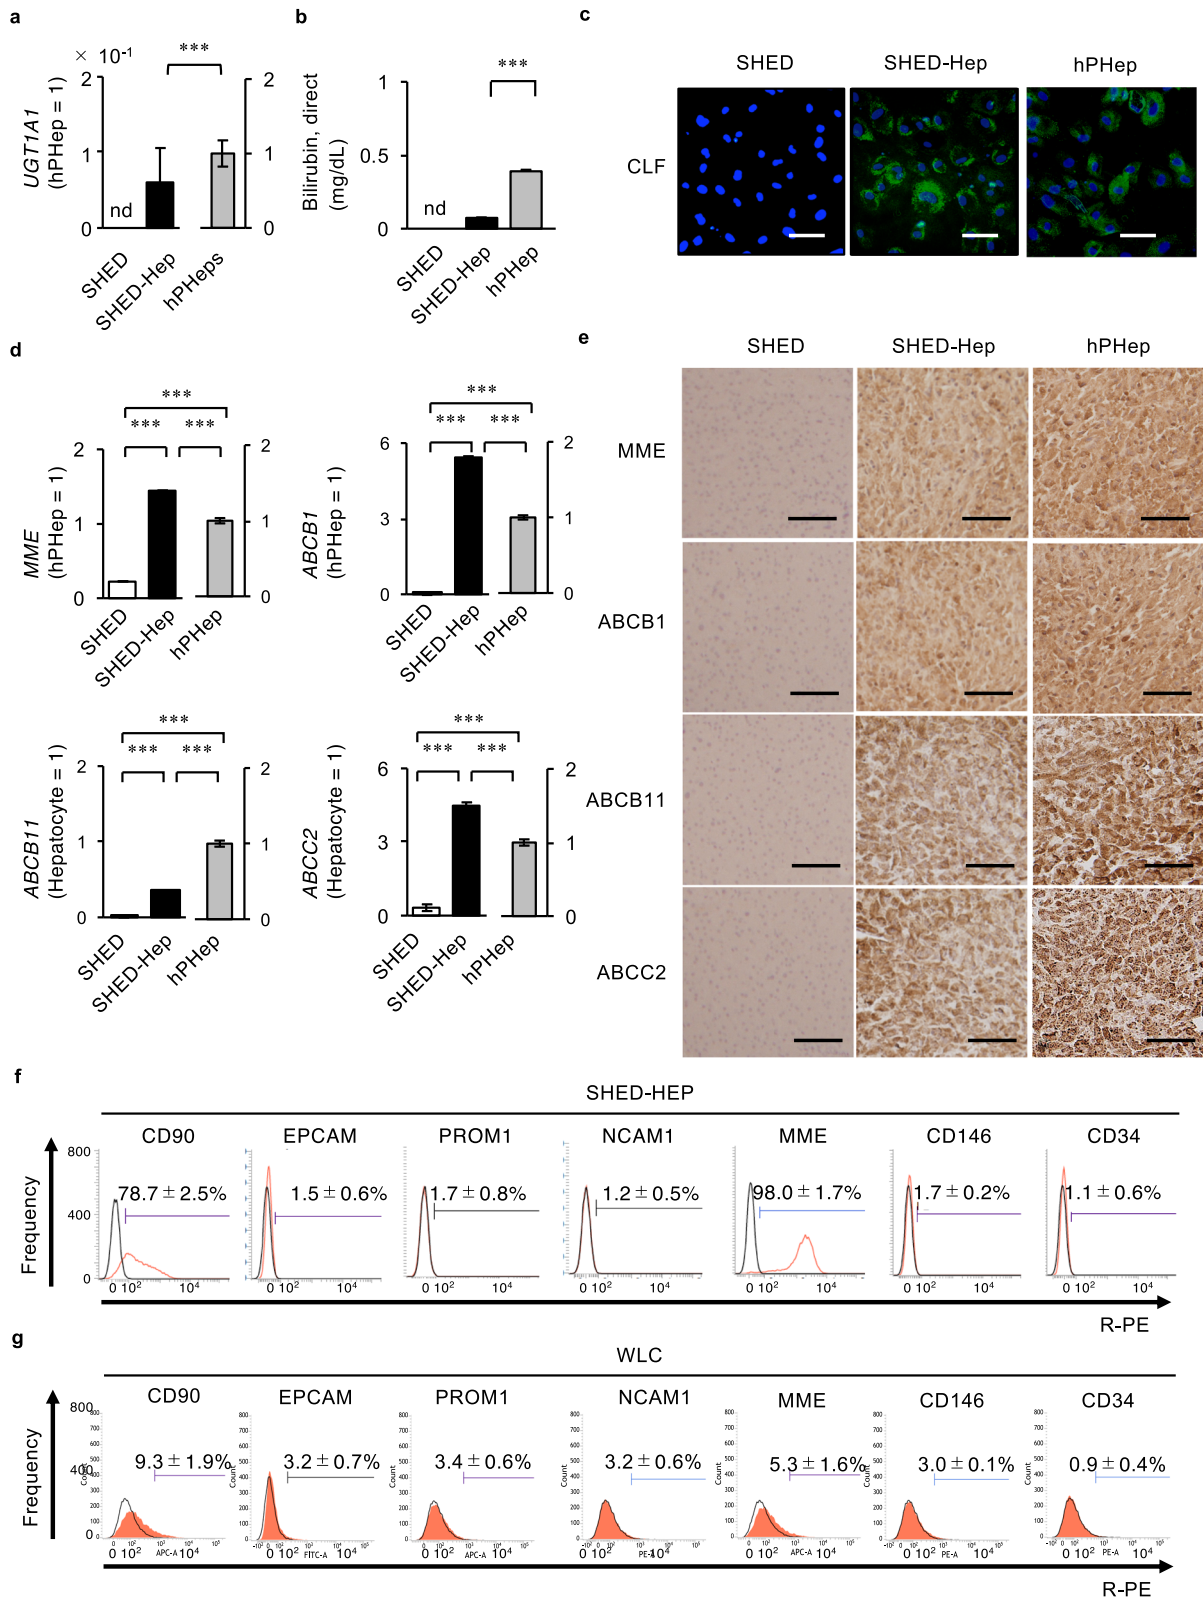 a
× 10⁻¹
***
UGT1A1
(hPHep = 1)
2
1
0
2
1
0
nd
SHED
SHED-Hep
hPHeps
b
***
Bilirubin, direct
(mg/dL)
1
0.5
0
nd
SHED
SHED-Hep
hPHep
c
SHED
SHED-Hep
hPHep
CLF
d
***
*** ***
MME
(hPHep = 1)
2
1
0
2
1
0
SHED
SHED-Hep
hPHep
***
*** ***
ABCB1
(hPHep = 1)
6
3
0
2
1
0
SHED
SHED-Hep
hPHep
***
*** ***
ABCB11
(Hepatocyte = 1)
2
1
0
2
1
0
SHED
SHED-Hep
hPHep
***
*** ***
ABCC2
(Hepatocyte = 1)
6
3
0
2
1
0
SHED
SHED-Hep
hPHep
e
SHED
SHED-Hep
hPHep
MME
ABCB1
ABCB11
ABCC2
f
SHED-HEP
CD90 EPCAM PROM1 NCAM1 MME CD146 CD34
Frequency
800
400
0
78.7 ± 2.5% 1.5 ± 0.6% 1.7 ± 0.8% 1.2 ± 0.5% 98.0 ± 1.7% 1.7 ± 0.2% 1.1 ± 0.6%
0 10² 10⁴ 0 10² 10⁴ 0 10² 10⁴ 0 10² 10⁴ 0 10² 10⁴ 0 10² 10⁴ 0 10² 10⁴
R-PE
g
WLC
CD90 EPCAM PROM1 NCAM1 MME CD146 CD34
Frequency
800
400
0
9.3 ± 1.9% 3.2 ± 0.7% 3.4 ± 0.6% 3.2 ± 0.6% 5.3 ± 1.6% 3.0 ± 0.1% 0.9 ± 0.4%
0 10² 10⁴ 0 10² 10⁴ 0 10² 10⁴ 0 10² 10⁴ 0 10² 10⁴ 0 10² 10⁴ 0 10² 10⁴
APC-A FITC-A APC-A PE-A APC-A PE-A PE-A
R-PE